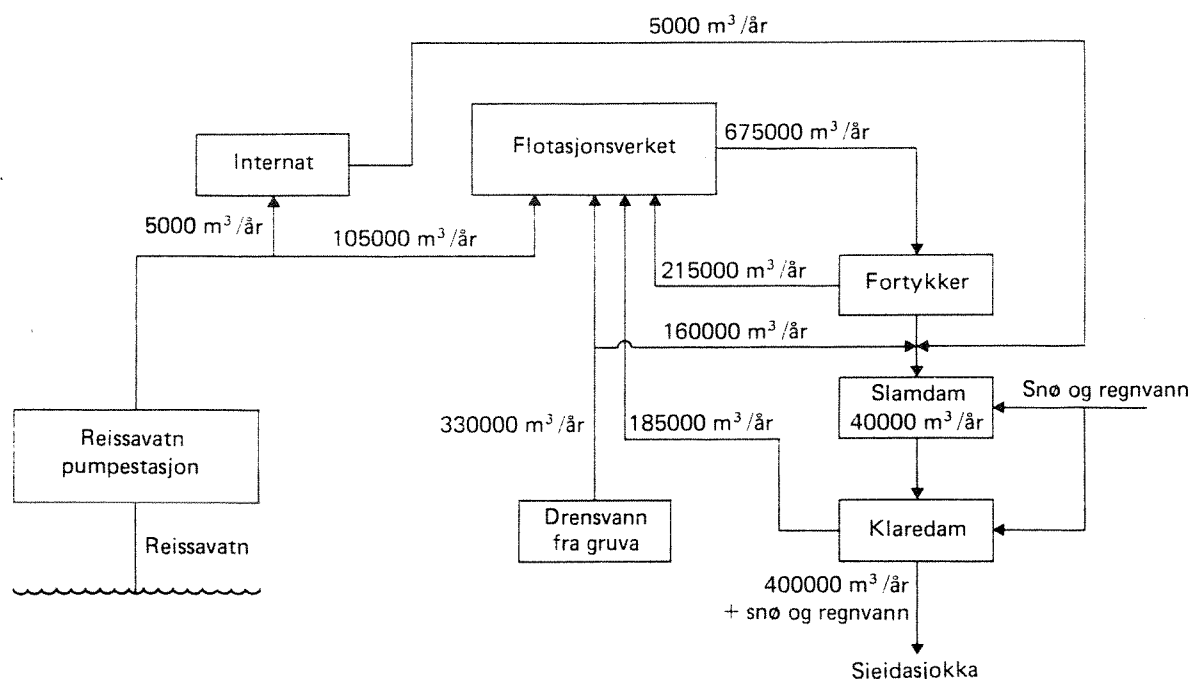 5000 m³/år
Flotasjonsverket
675000 m³/år
Internat
5000 m³/år
105000 m³/år
215000 m³/år
Fortykker
160000 m³/år
Slamdam
40000 m³/år
Snø og regnvann
Reissavatn
pumpestasjon
330000 m³/år
185000 m³/år
Drensvann
fra gruva
Klaredam
Reissavatn
400000 m³/år
+ snø og regnvann
Sieidasjokka